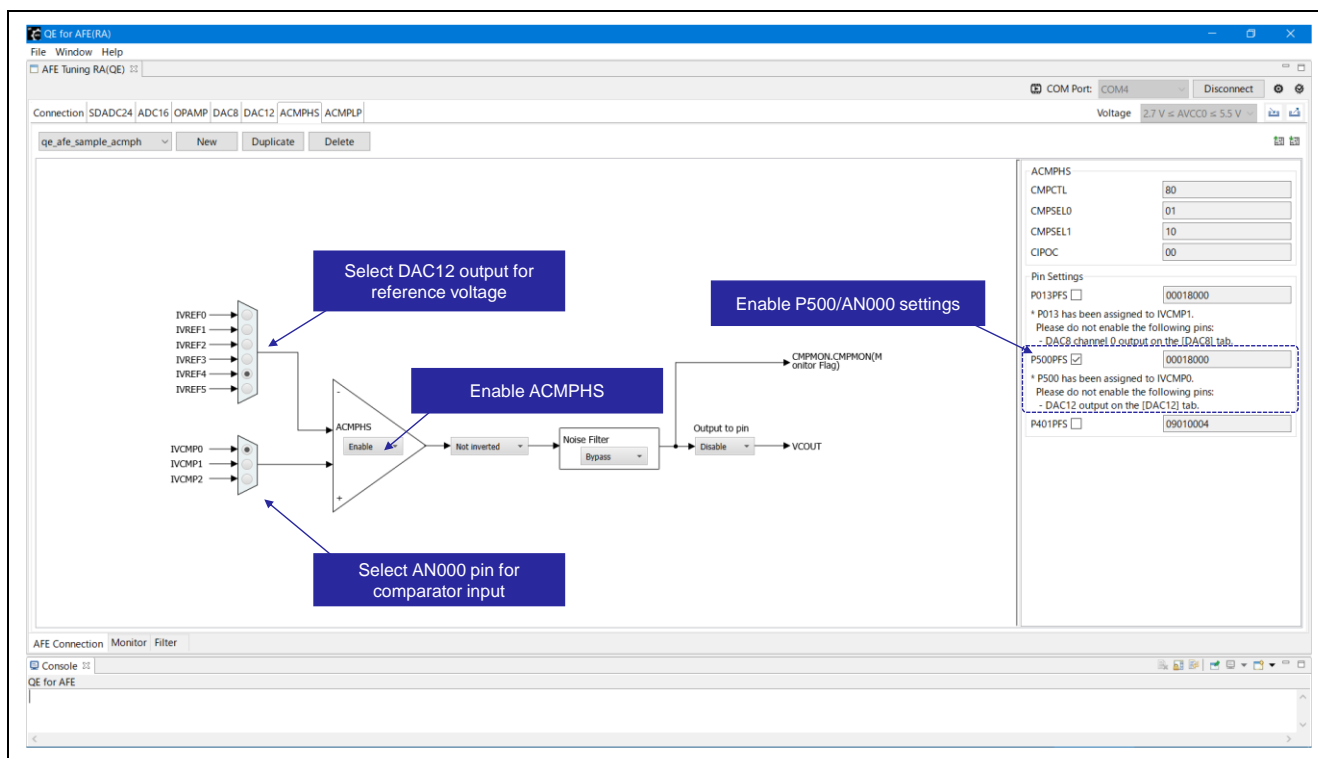 QE for AFE(RA)
File Window Help
AFE Tuning RA(QE)
COM Port: COM4 Disconnect
Connection SDADC24 ADC16 OPAMP DAC8 DAC12 ACMPHS ACMPLP
Voltage 2.7 V ≤ AVCC0 ≤ 5.5 V
qe_afe_sample_acmph New Duplicate Delete
ACMPHS
CMPCTL 80
CMPSEL0 01
CMPSEL1 10
CIPOC 00
Pin Settings
P013PFS 00018000
* P013 has been assigned to IVCMP1.
Please do not enable the following pins:
- DAC8 channel 0 output on the [DAC8] tab.
P500PFS 00018000
* P500 has been assigned to IVCMP0.
Please do not enable the following pins:
- DAC12 output on the [DAC12] tab.
P401PFS 09010004
Select DAC12 output for
reference voltage
Enable P500/AN000 settings
IVREF0
IVREF1
IVREF2
IVREF3
IVREF4
IVREF5
CMPMON.CMPMON(M
onitor Flag)
Enable ACMPHS
-
ACMPHS
Enable
Not inverted
Noise Filter
Bypass
Output to pin
Disable
VCOUT
IVCMP0
IVCMP1
IVCMP2
+
Select AN000 pin for
comparator input
AFE Connection Monitor Filter
Console
QE for AFE